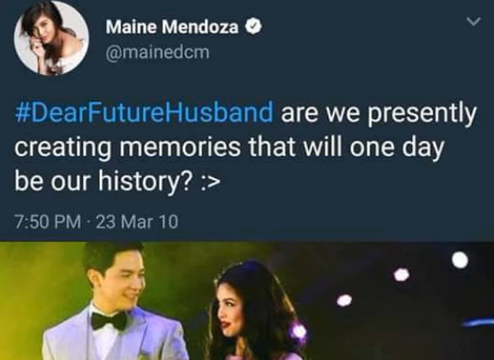 Maine Mendoza
@mainedcm
#DearFutureHusband are we presently
creating memories that will one day
be our history? :>
7:50 PM · 23 Mar 10